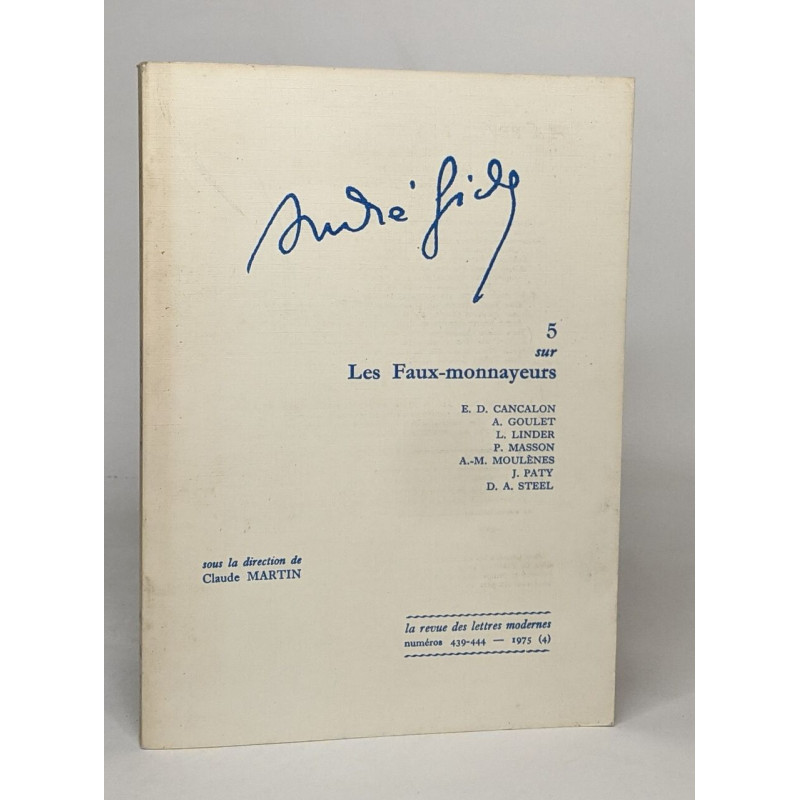 André Gide
5
sur
Les Faux-monnayeurs
E. D. CANCALON
A. GOULET
L. LINDER
P. MASSON
A.-M. MOULÈNES
J. PATY
D. A. STEEL
sous la direction de
Claude MARTIN
la revue des lettres modernes
numéros 439-444 — 1975 (4)